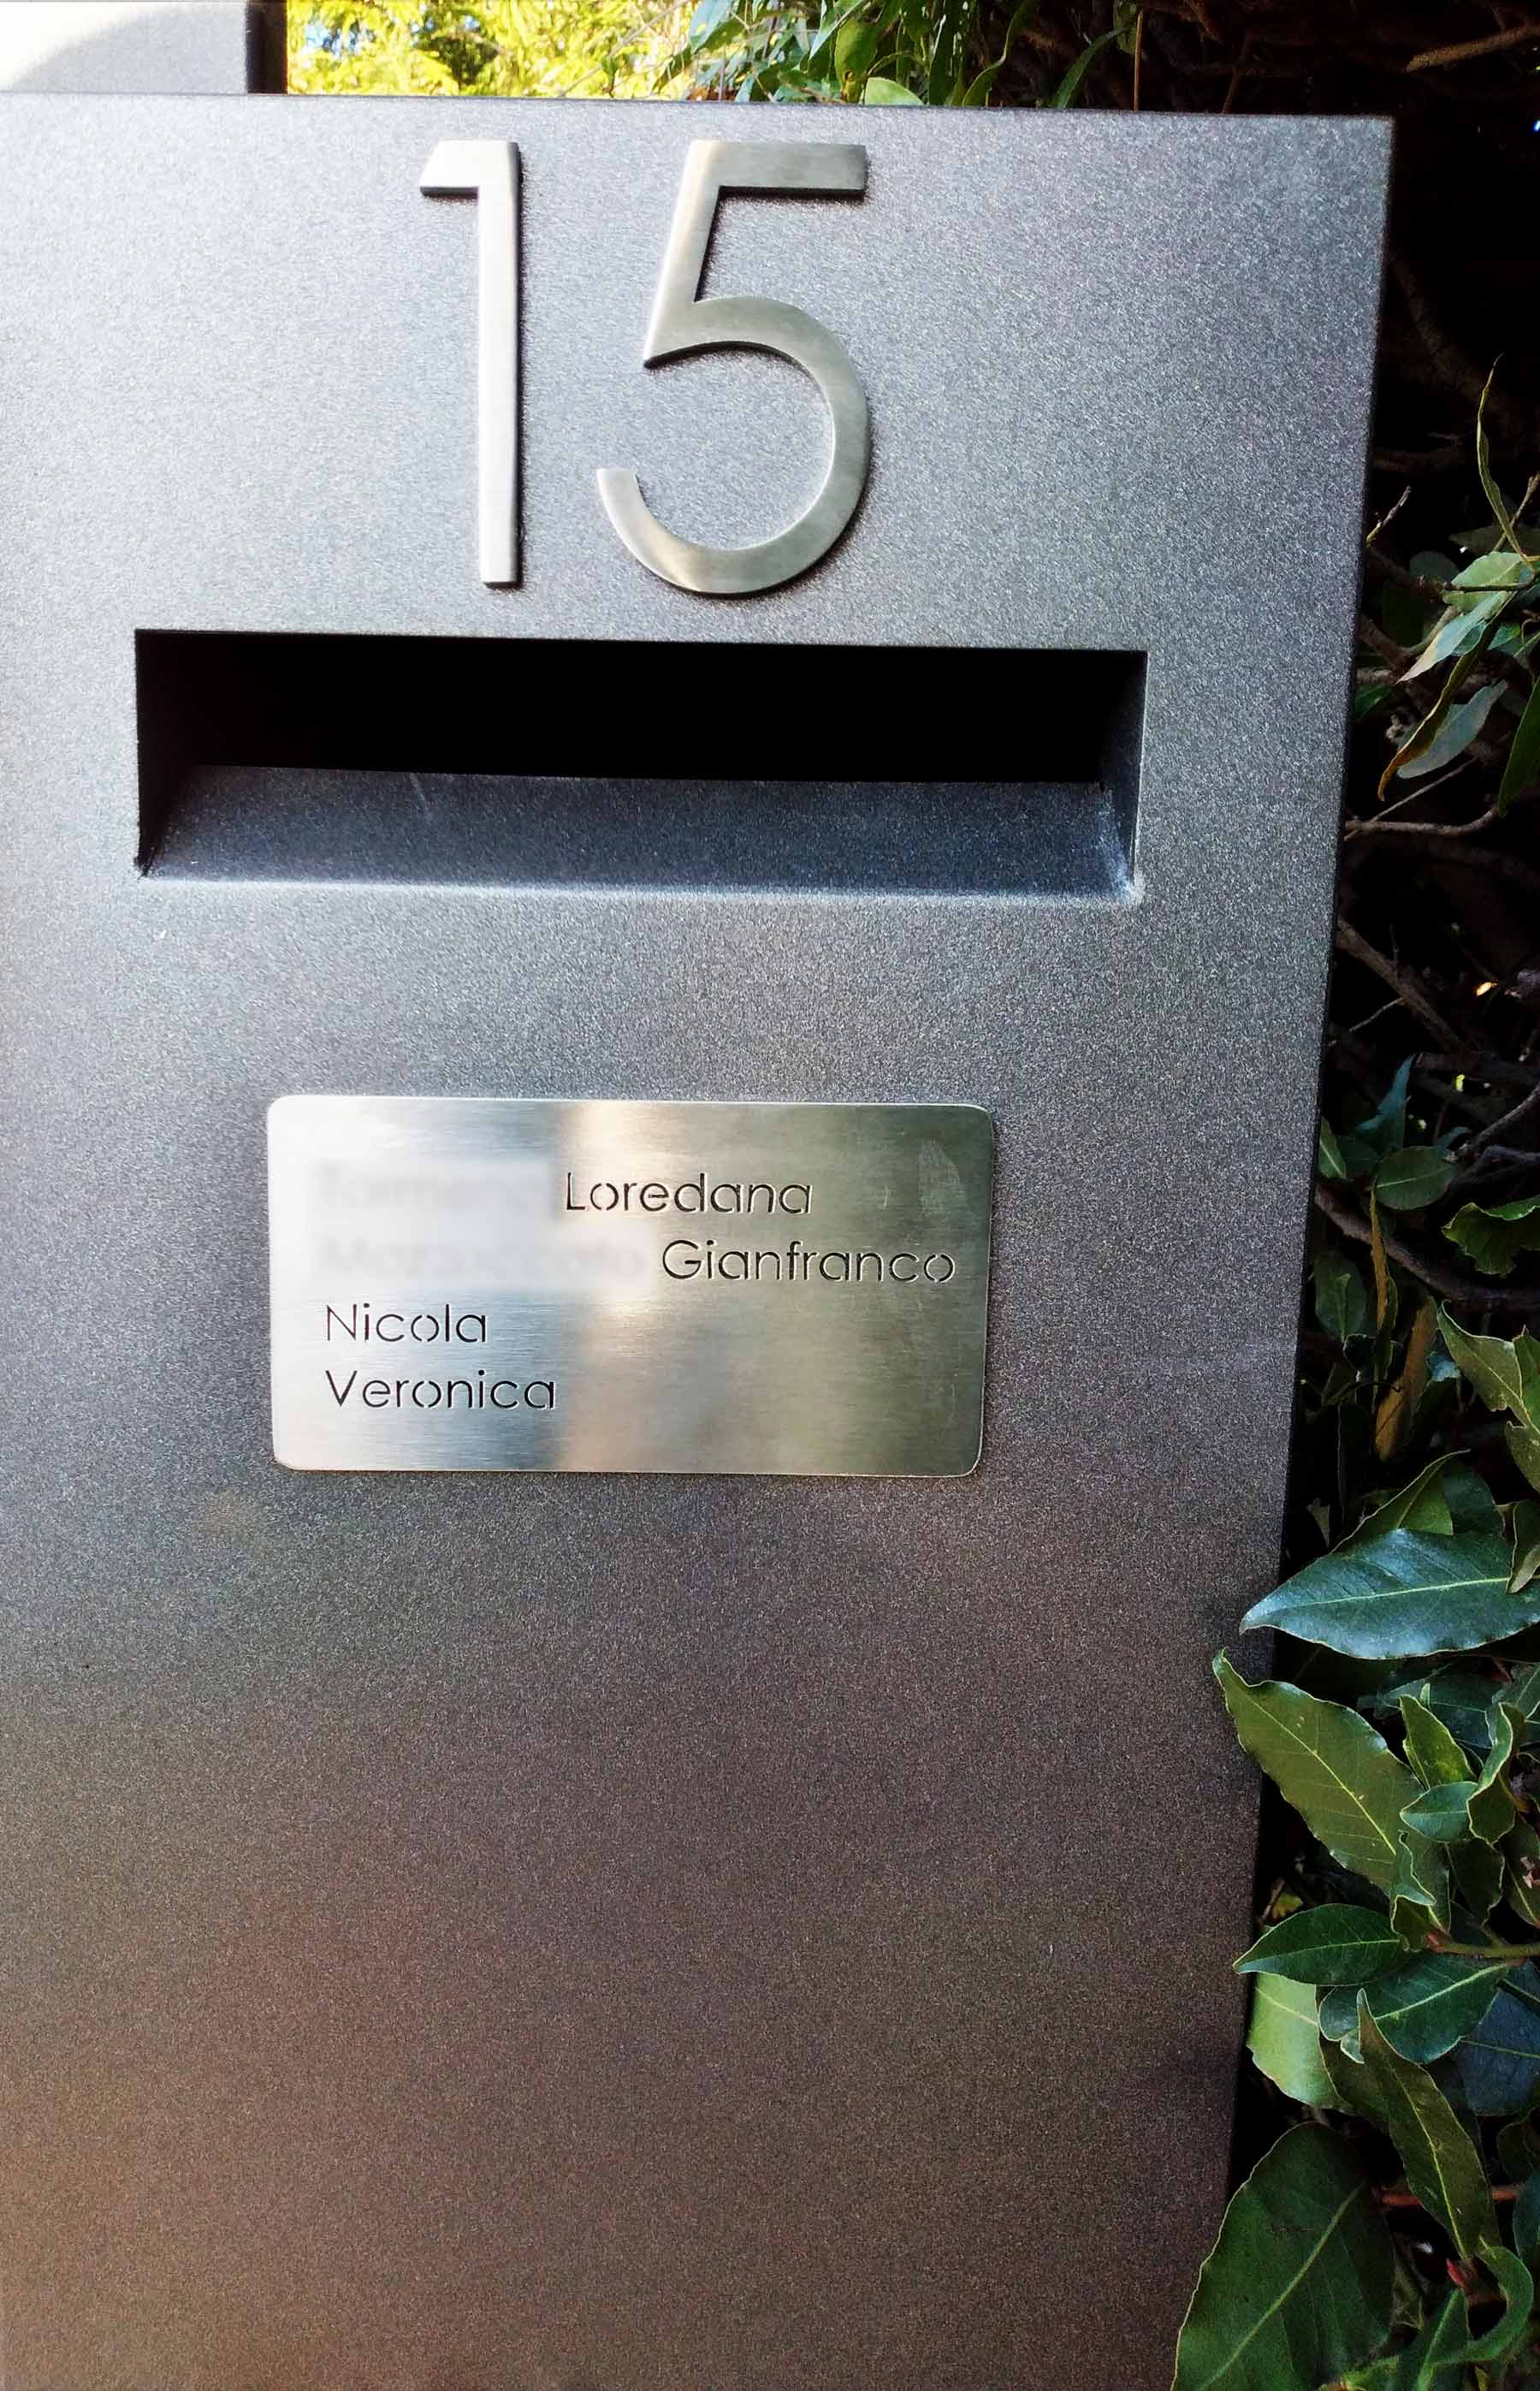 15
Loredana
Gianfranco
Nicola
Veronica